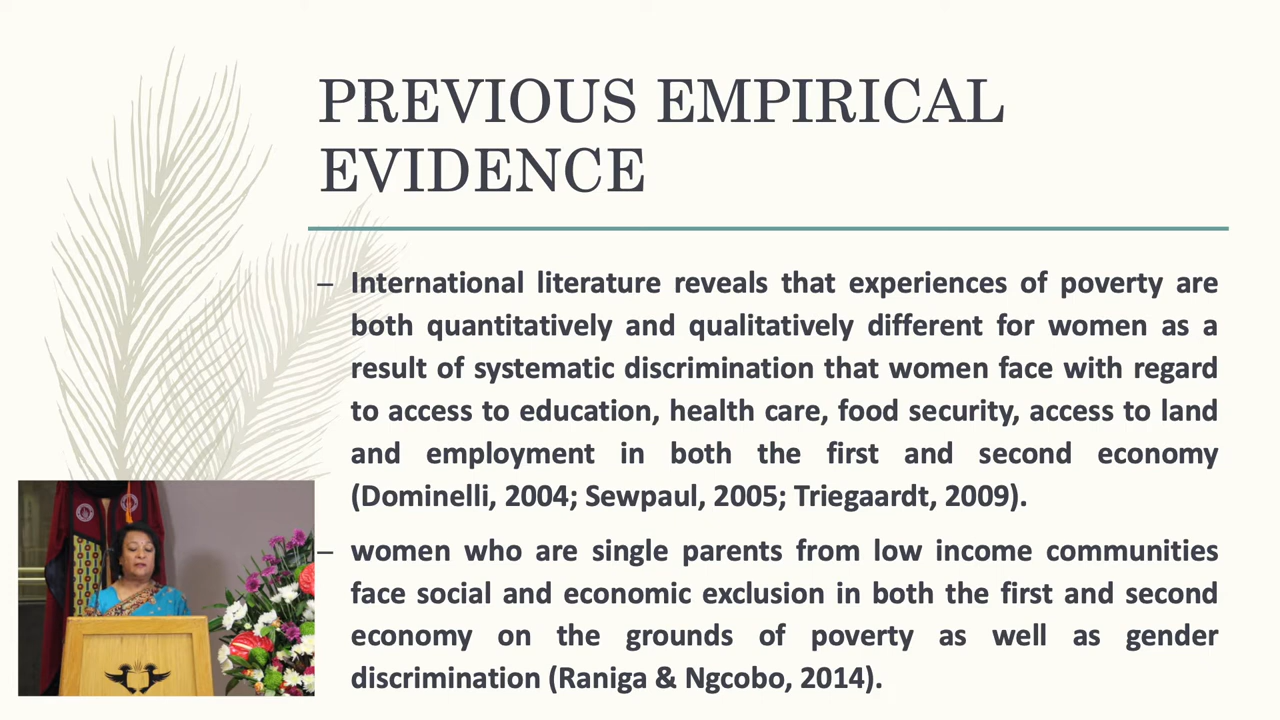 PREVIOUS EMPIRICAL
EVIDENCE
– International literature reveals that experiences of poverty are
both quantitatively and qualitatively different for women as a
result of systematic discrimination that women face with regard
to access to education, health care, food security, access to land
and employment in both the first and second economy
(Dominelli, 2004; Sewpaul, 2005; Triegaardt, 2009).
– women who are single parents from low income communities
face social and economic exclusion in both the first and second
economy on the grounds of poverty as well as gender
discrimination (Raniga & Ngcobo, 2014).